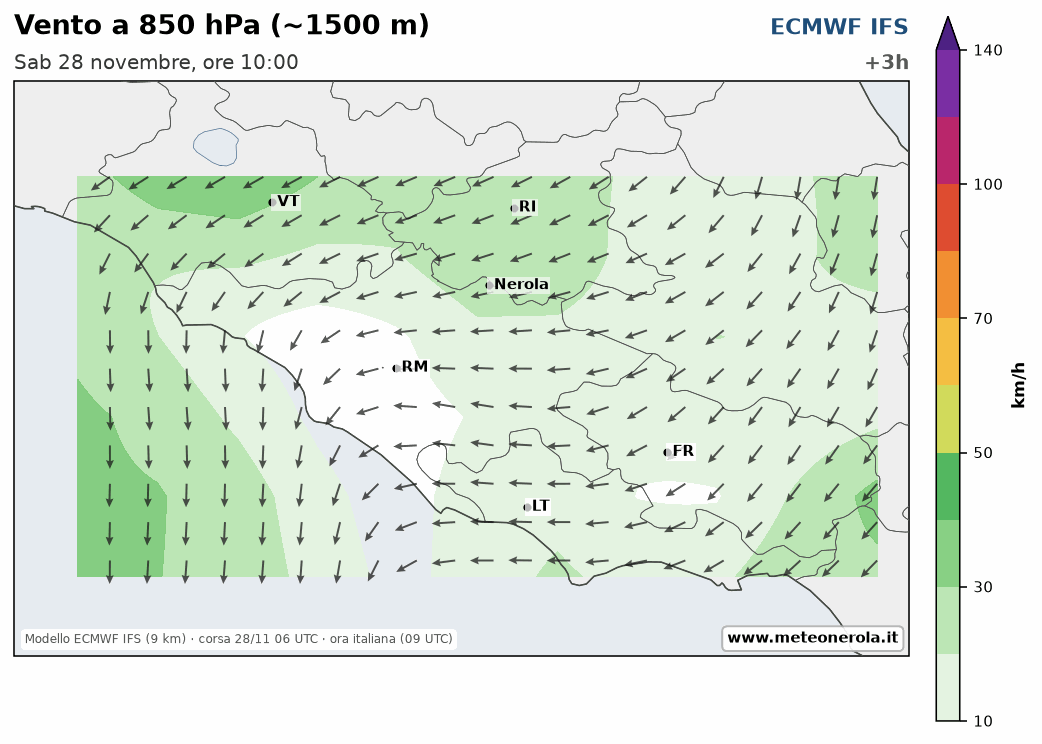 Vento a 850 hPa (~1500 m)
ECMWF IFS
Sab 28 novembre, ore 10:00
+3h
140
VT
RI
100
Nerola
70
RM
km/h
50
FR
LT
30
Modello ECMWF IFS (9 km) · corsa 28/11 06 UTC · ora italiana (09 UTC)
www.meteonerola.it
10